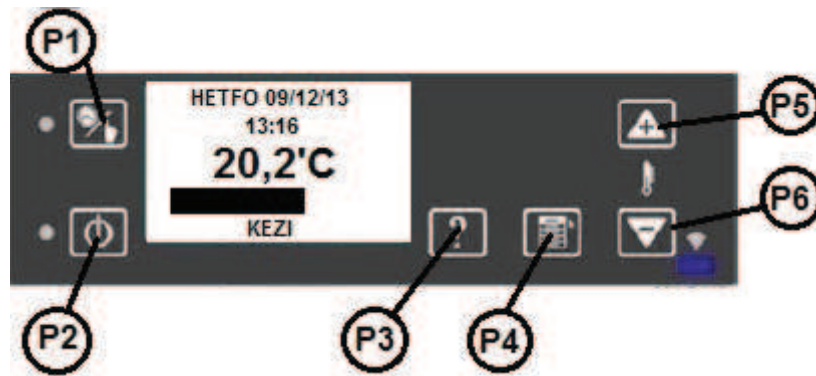 P1
HETFO 09/12/13
13:16
20,2'C
KEZI
P5
+
P6
-
?
P2
P3
P4